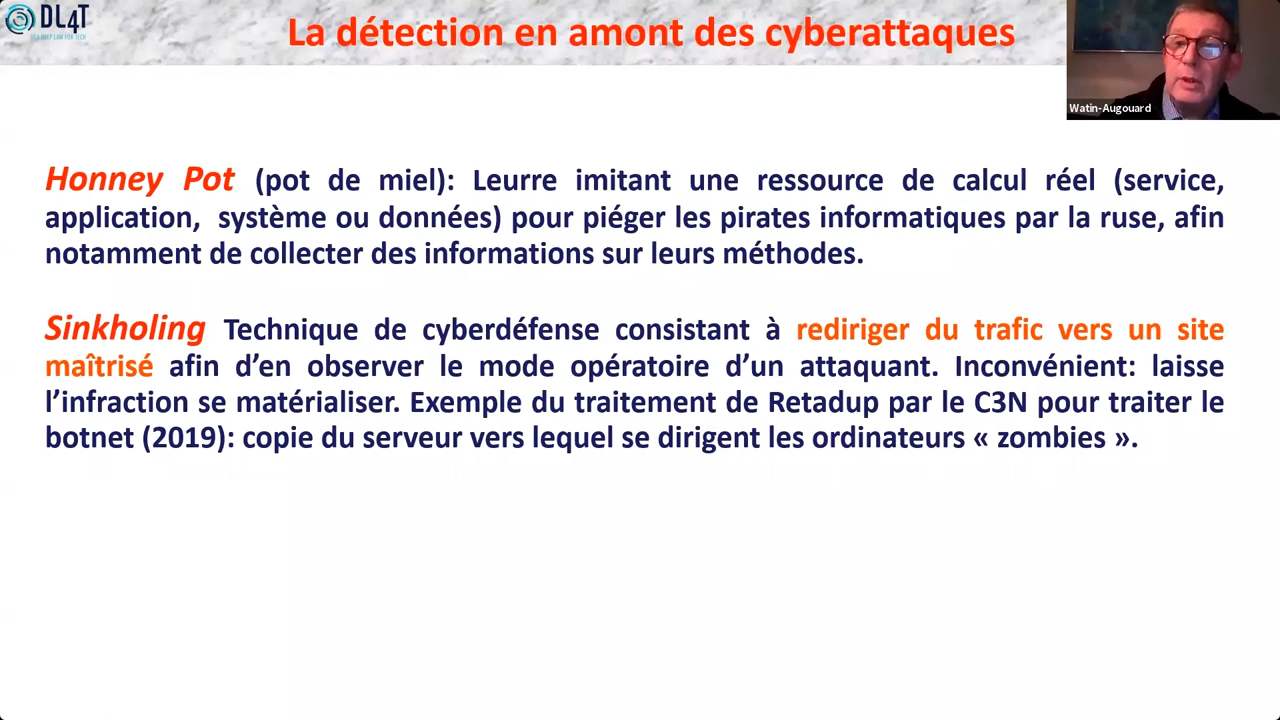 DL4T
La détection en amont des cyberattaques
Watin-Augouard
Honney Pot (pot de miel): Leurre imitant une ressource de calcul réel (service,
application, système ou données) pour piéger les pirates informatiques par la ruse, afin
notamment de collecter des informations sur leurs méthodes.
Sinkholing Technique de cyberdéfense consistant à rediriger du trafic vers un site
maîtrisé afin d’en observer le mode opératoire d’un attaquant. Inconvénient: laisse
l’infraction se matérialiser. Exemple du traitement de Retadup par le C3N pour traiter le
botnet (2019): copie du serveur vers lequel se dirigent les ordinateurs « zombies ».